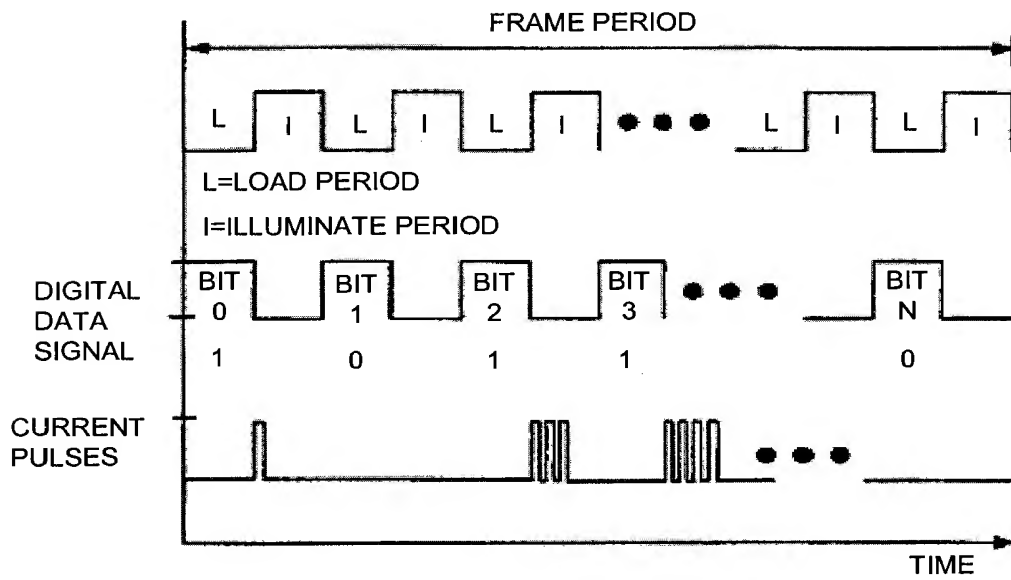 FRAME PERIOD
L I L I L I L I L I
L=LOAD PERIOD
I=ILLUMINATE PERIOD
DIGITAL
DATA
SIGNAL
BIT BIT BIT BIT BIT
0 1 2 3 N
1 0 1 1 0
CURRENT
PULSES
TIME